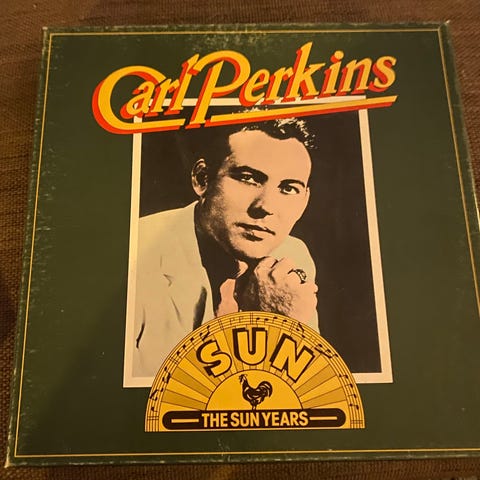 Carl Perkins
SUN
THE SUN YEARS